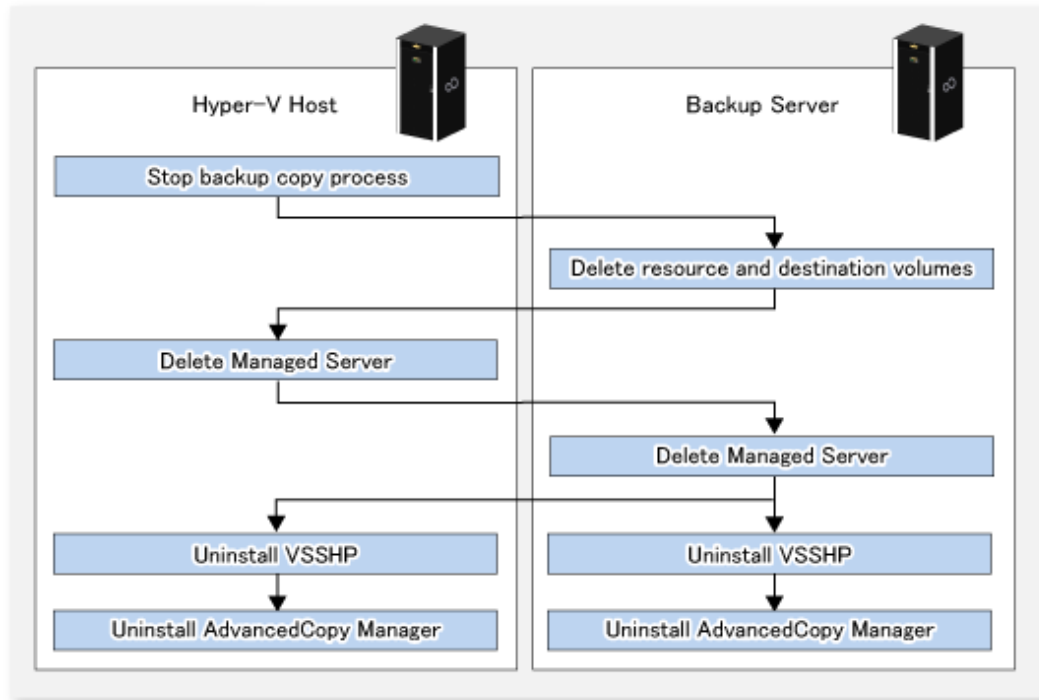 Hyper-V Host
Backup Server
Stop backup copy process
Delete resource and destination volumes
Delete Managed Server
Delete Managed Server
Uninstall VSSHP
Uninstall VSSHP
Uninstall AdvancedCopy Manager
Uninstall AdvancedCopy Manager